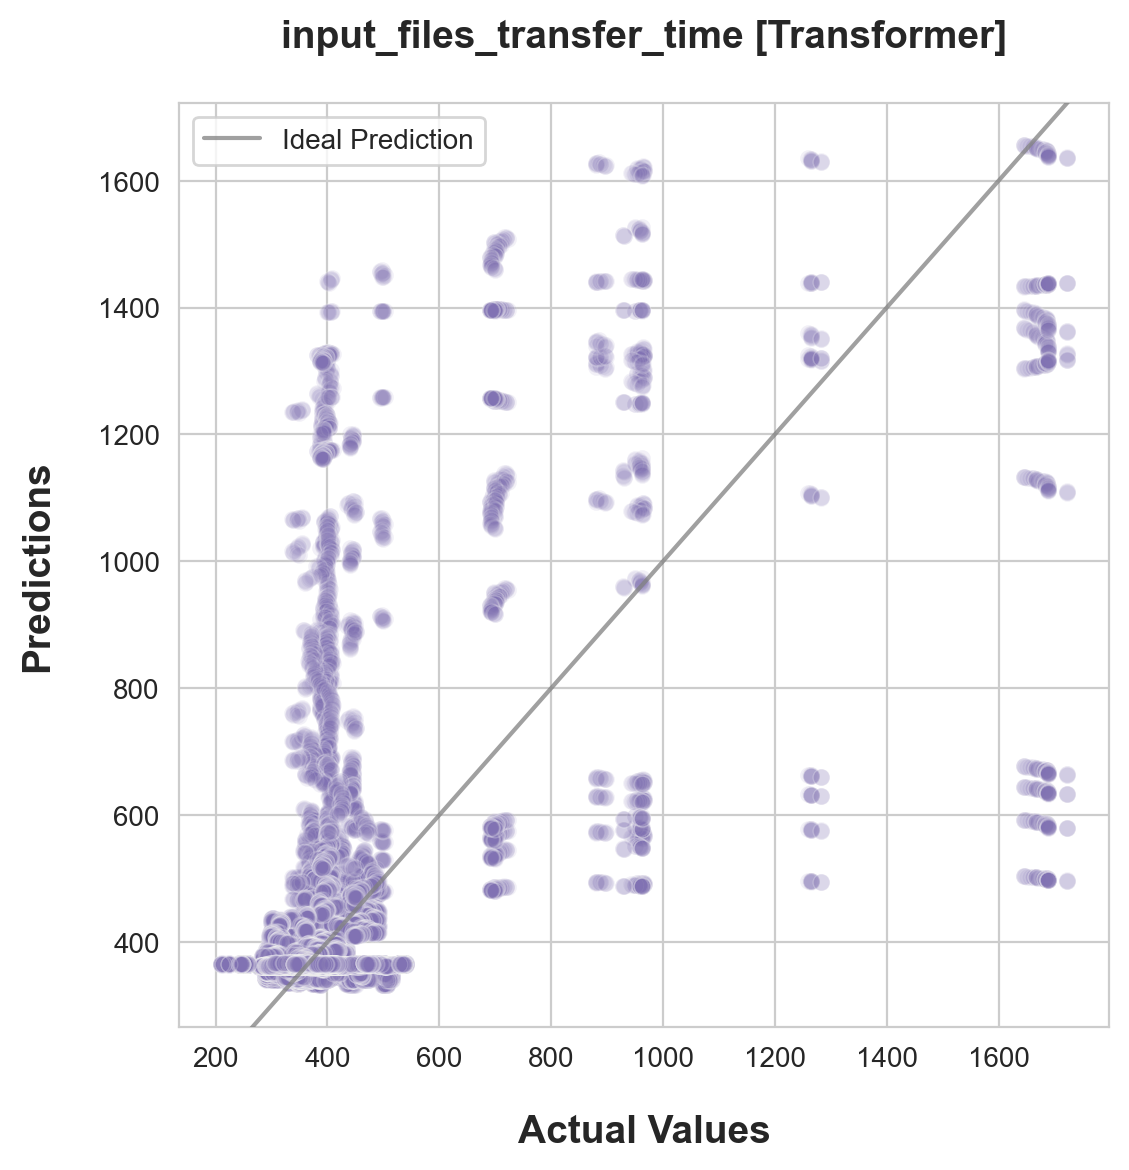 input_files_transfer_time [Transformer]
Ideal Prediction
1600
1400
1200
1000
800
600
400
Predictions
200 400 600 800 1000 1200 1400 1600
Actual Values